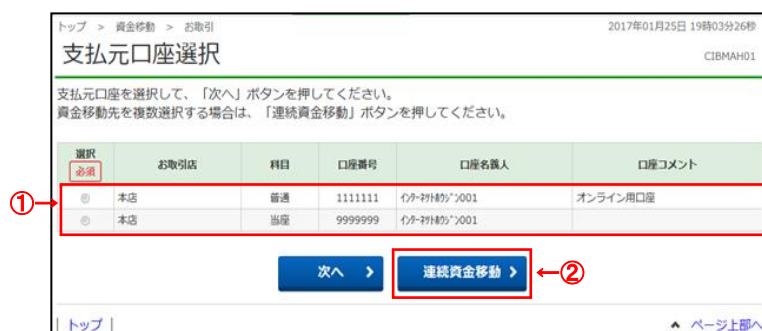 トップ > 資金移動 > お取引
2017年01月25日 19時03分26秒
支払元口座選択
CIBMAH01
支払元口座を選択して、「次へ」ボタンを押してください。
資金移動先を複数選択する場合は、「連続資金移動」ボタンを押してください。
選択 必須 お取引店 科目 口座番号 口座名義人 口座コメント
① 本店 普通 1111111 インターネットホウジン001 オンライン用口座
本店 当座 9999999 インターネットホウジン001
次へ 連続資金移動 ②
| トップ | ページ上部へ